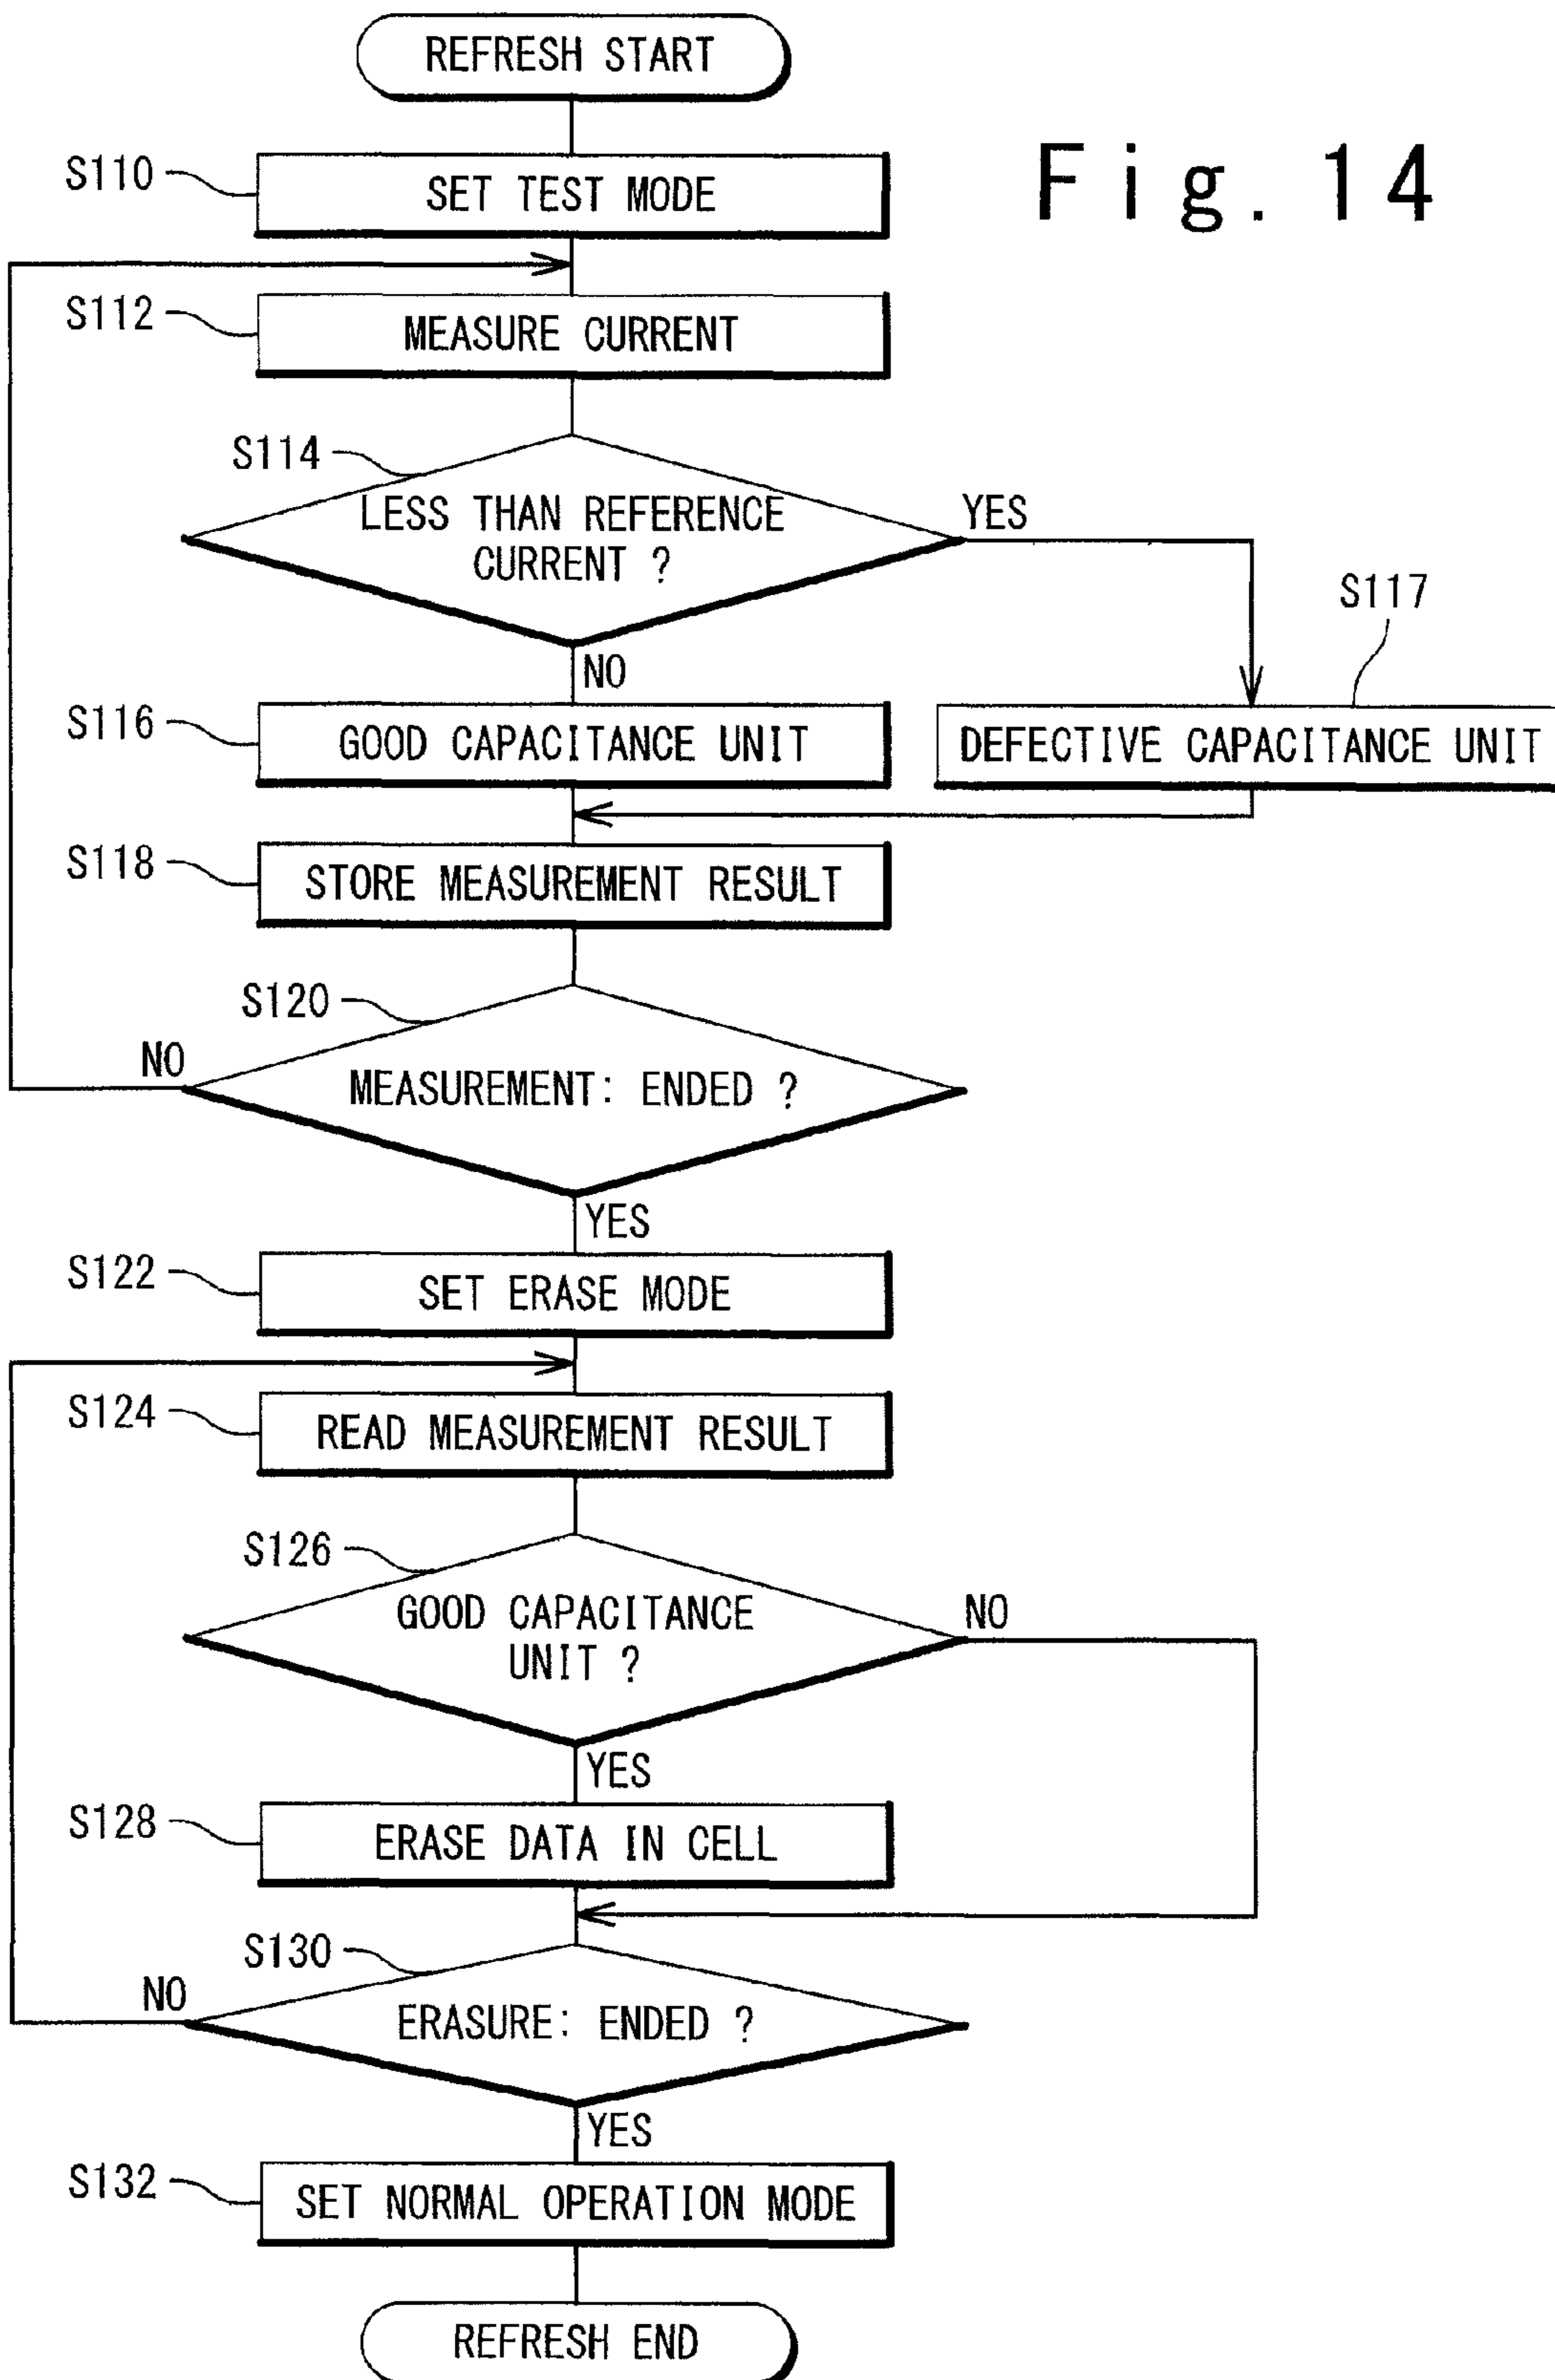 REFRESH START
Fig. 14
S110
SET TEST MODE
S112
MEASURE CURRENT
S114
LESS THAN REFERENCE
CURRENT ?
YES
S117
NO
S116
GOOD CAPACITANCE UNIT
DEFECTIVE CAPACITANCE UNIT
S118
STORE MEASUREMENT RESULT
S120
NO
MEASUREMENT: ENDED ?
YES
S122
SET ERASE MODE
S124
READ MEASUREMENT RESULT
S126
GOOD CAPACITANCE
UNIT ?
NO
YES
S128
ERASE DATA IN CELL
S130
NO
ERASURE: ENDED ?
YES
S132
SET NORMAL OPERATION MODE
REFRESH END